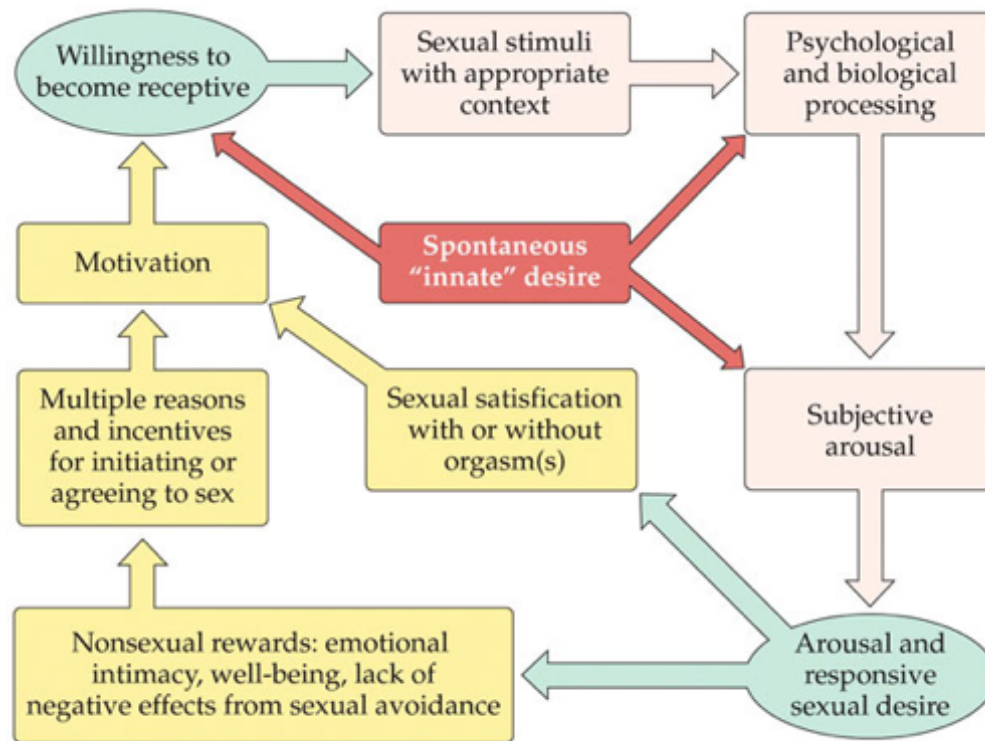 Willingness to
become receptive
Sexual stimuli
with appropriate
context
Psychological
and biological
processing
Motivation
Spontaneous
“innate” desire
Multiple reasons
and incentives
for initiating or
agreeing to sex
Sexual satisfication
with or without
orgasm(s)
Subjective
arousal
Nonsexual rewards: emotional
intimacy, well-being, lack of
negative effects from sexual avoidance
Arousal and
responsive
sexual desire